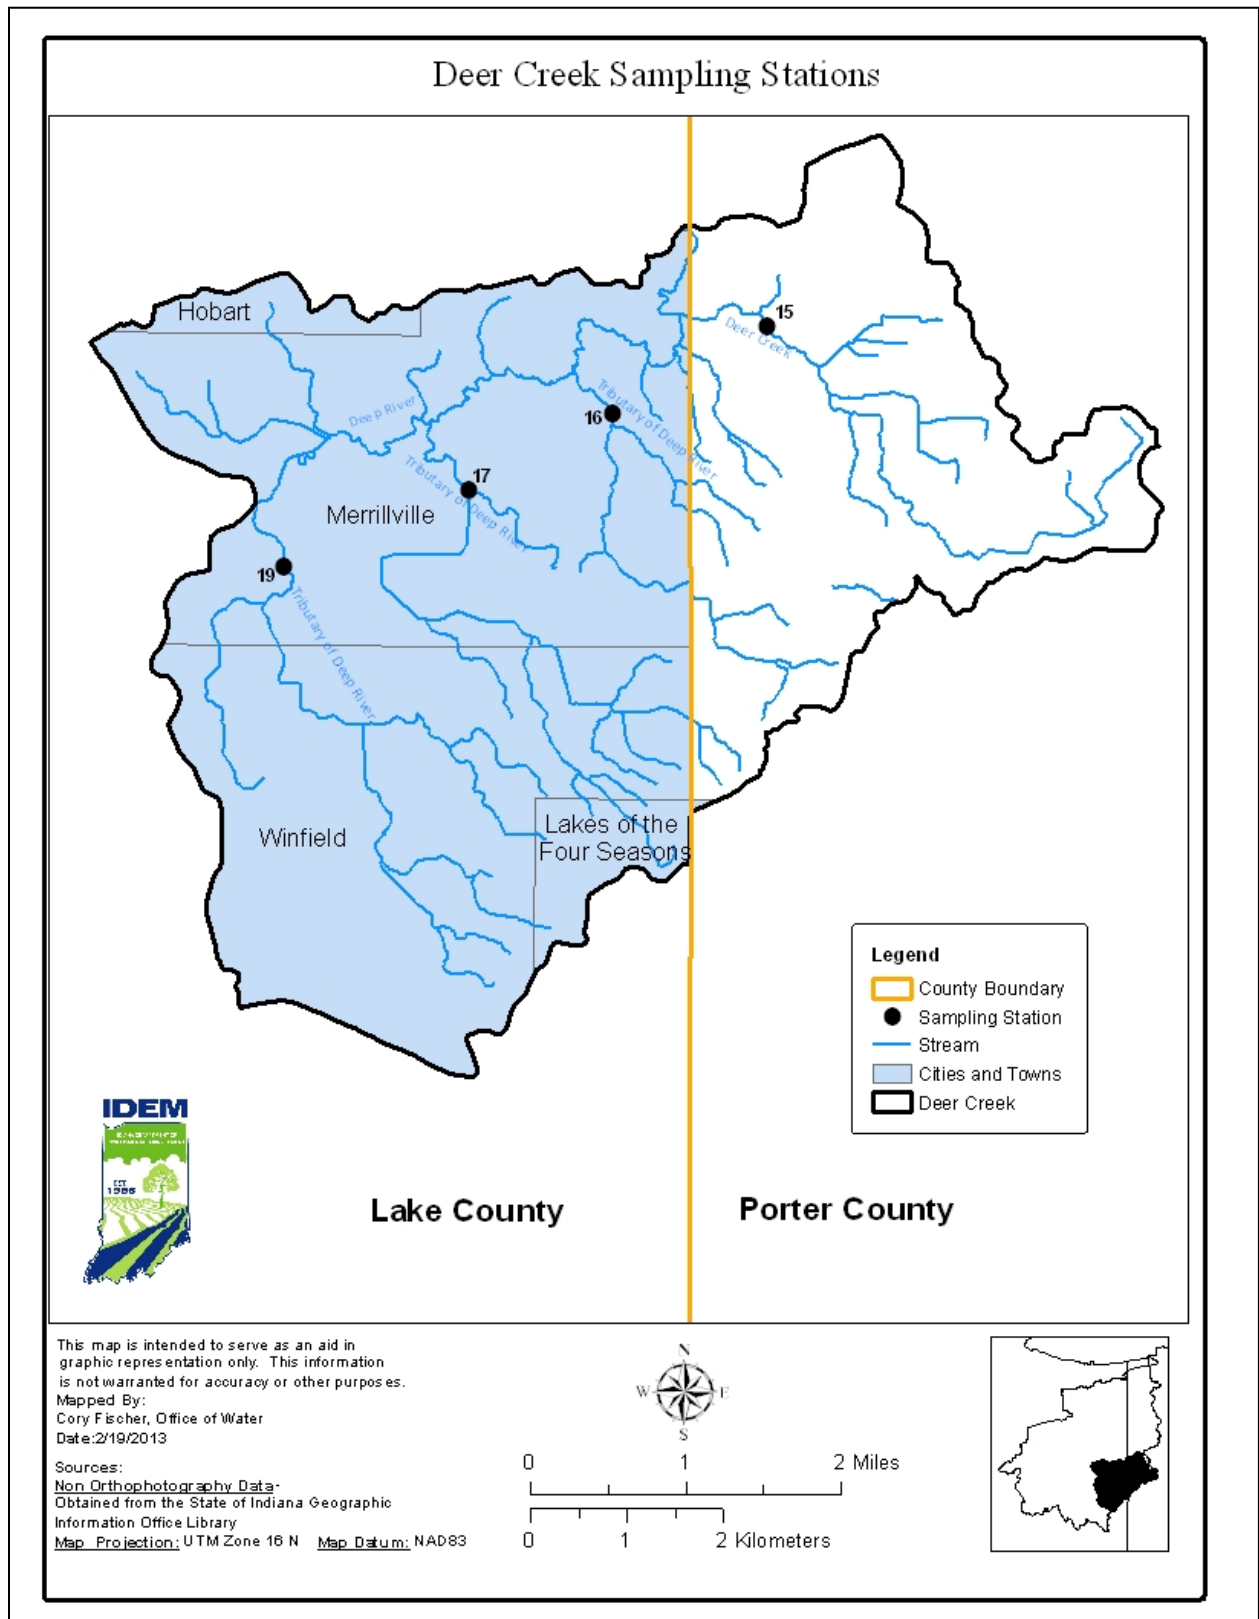 Deer Creek Sampling Stations
Hobart
15
Deer Creek
Deep River
16
Tributary of Deep River
17
Tributary of Deep River
Merrillville
19
Tributary of Deep River
Winfield
Lakes of the
Four Seasons
Legend
County Boundary
Sampling Station
Stream
Cities and Towns
Deer Creek
IDEM
EST.
1986
Lake County
Porter County
This map is intended to serve as an aid in
graphic representation only. This information
is not warranted for accuracy or other purposes.
Mapped By:
Cory Fischer, Office of Water
Date:2/19/2013
Sources:
Non Orthophotography Data-
Obtained from the State of Indiana Geographic
Information Office Library
Map Projection: UTM Zone 16 N Map Datum: NAD83
N
W E
S
0 1 2 Miles
0 1 2 Kilometers